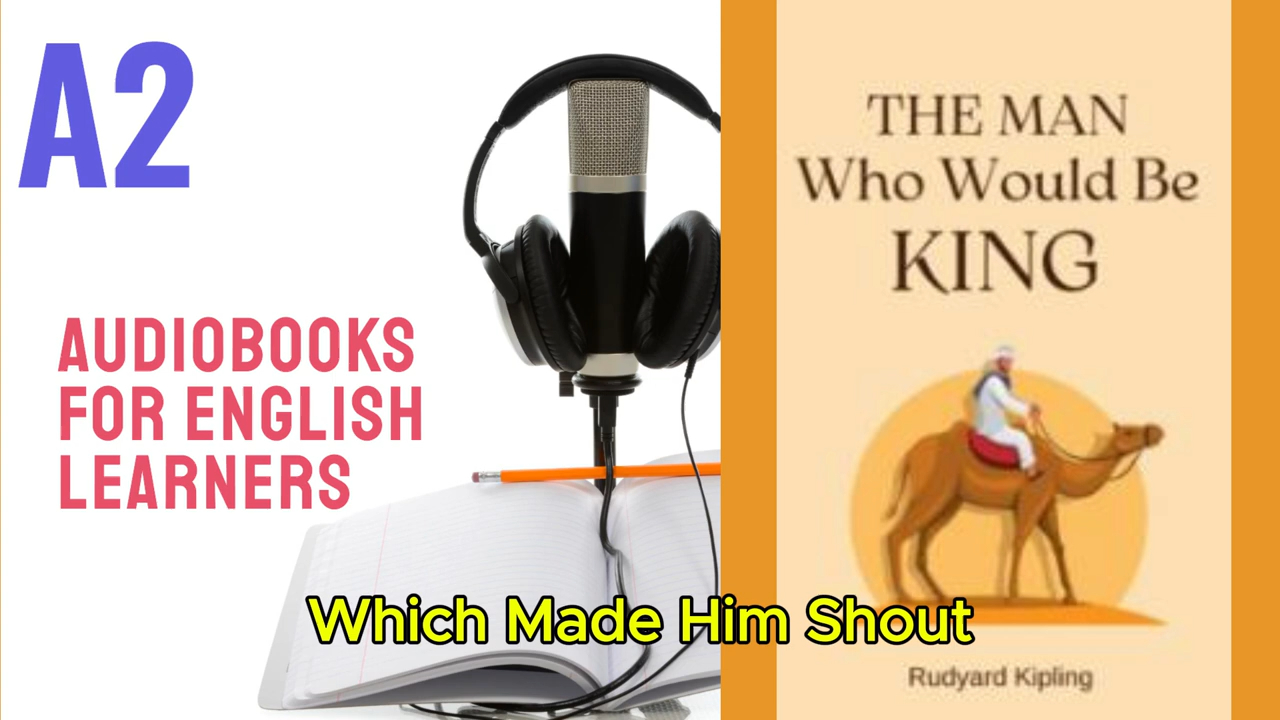 A2
AUDIOBOOKS
FOR ENGLISH
LEARNERS
THE MAN
Who Would Be
KING
Rudyard Kipling
Which Made Him Shout